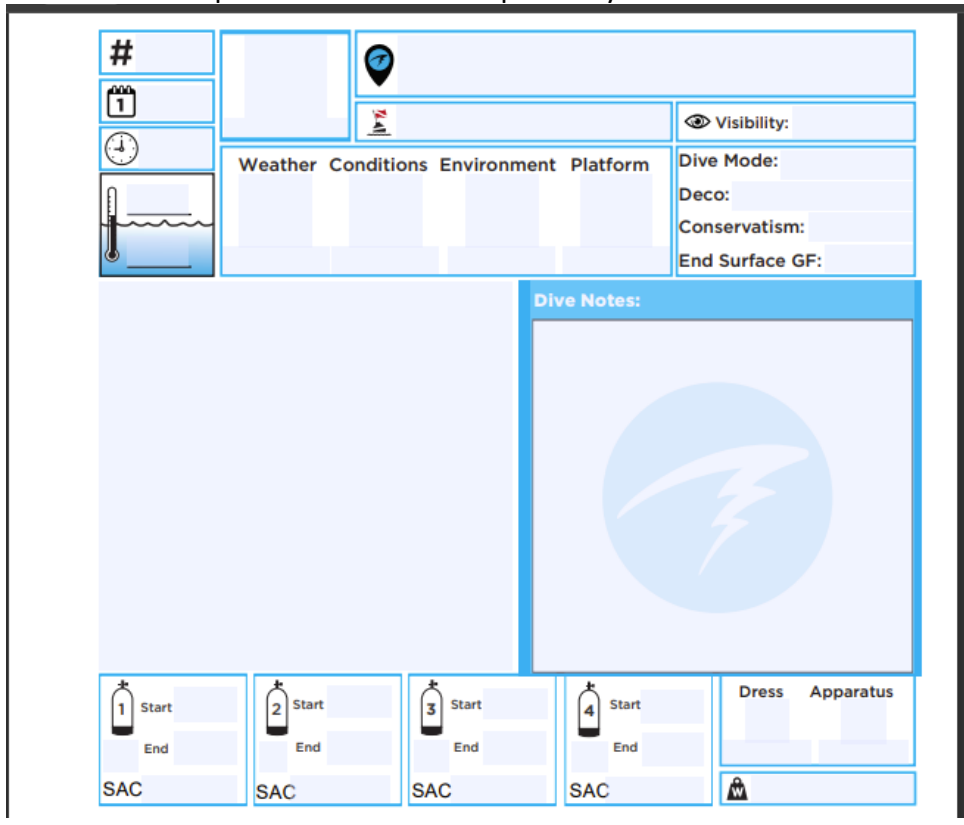 #
1
Visibility:
Weather Conditions Environment Platform
Dive Mode:
Deco:
Conservatism:
End Surface GF:
Dive Notes:
1 Start
End
SAC
2 Start
End
SAC
3 Start
End
SAC
4 Start
End
SAC
Dress Apparatus
W